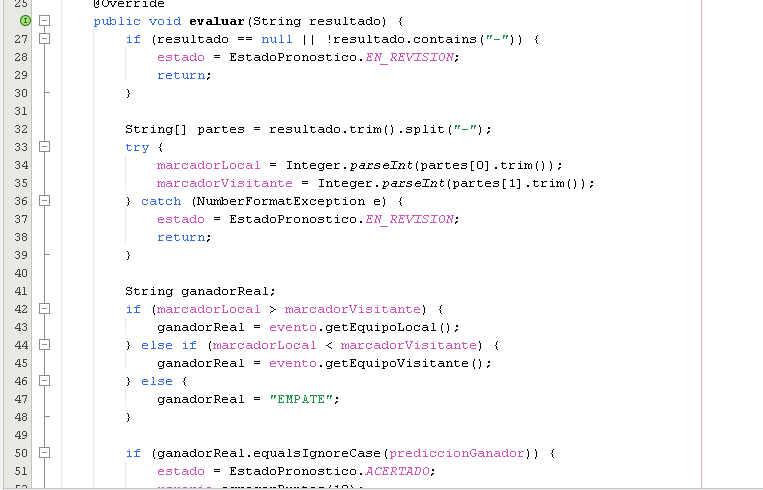 25 @Override
public void evaluar(String resultado) {
27 if (resultado == null || !resultado.contains("-")) {
28 estado = EstadoPronostico.EN_REVISION;
29 return;
30 }
31
32 String[] partes = resultado.trim().split("-");
33 try {
34 marcadorLocal = Integer.parseInt(partes[0].trim());
35 marcadorVisitante = Integer.parseInt(partes[1].trim());
36 } catch (NumberFormatException e) {
37 estado = EstadoPronostico.EN_REVISION;
38 return;
39 }
40
41 String ganadorReal;
42 if (marcadorLocal > marcadorVisitante) {
43 ganadorReal = evento.getEquipoLocal();
44 } else if (marcadorLocal < marcadorVisitante) {
45 ganadorReal = evento.getEquipoVisitante();
46 } else {
47 ganadorReal = "EMPATE";
48 }
49
50 if (ganadorReal.equalsIgnoreCase(prediccionGanador)) {
51 estado = EstadoPronostico.ACERTADO;